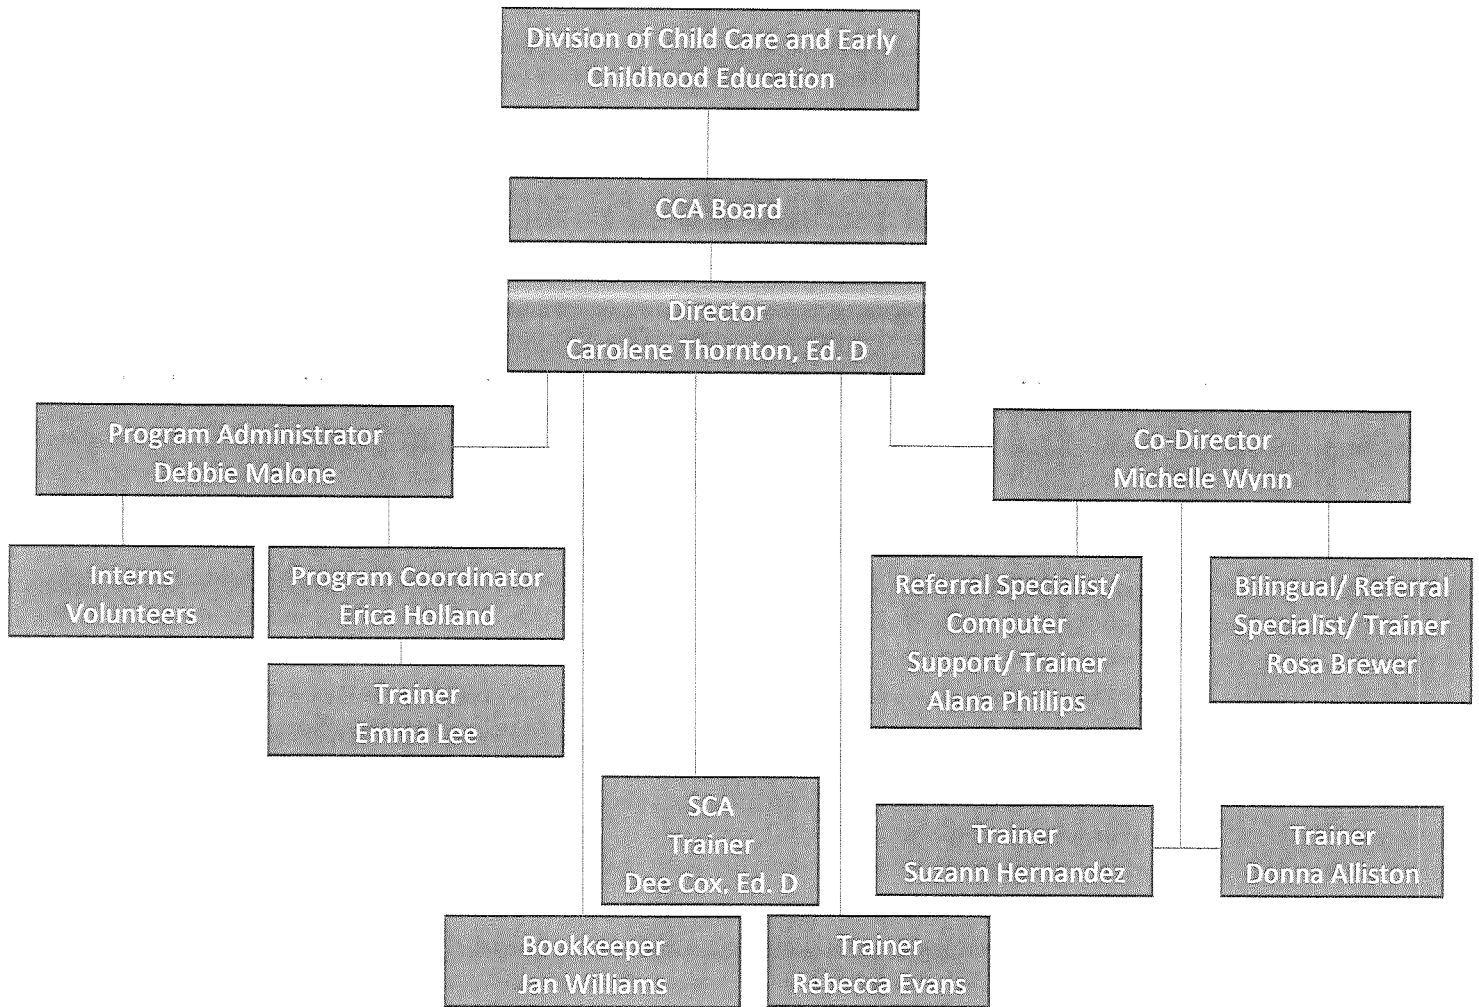 Division of Child Care and Early
Childhood Education
CCA Board
Director
Carolene Thornton, Ed. D
Program Administrator
Debbie Malone
Co-Director
Michelle Wynn
Interns
Volunteers
Program Coordinator
Erica Holland
Referral Specialist/
Computer
Support/ Trainer
Alana Phillips
Bilingual/ Referral
Specialist/ Trainer
Rosa Brewer
Trainer
Emma Lee
SCA
Trainer
Dee Cox, Ed. D
Trainer
Suzann Hernandez
Trainer
Donna Alliston
Bookkeeper
Jan Williams
Trainer
Rebecca Evans